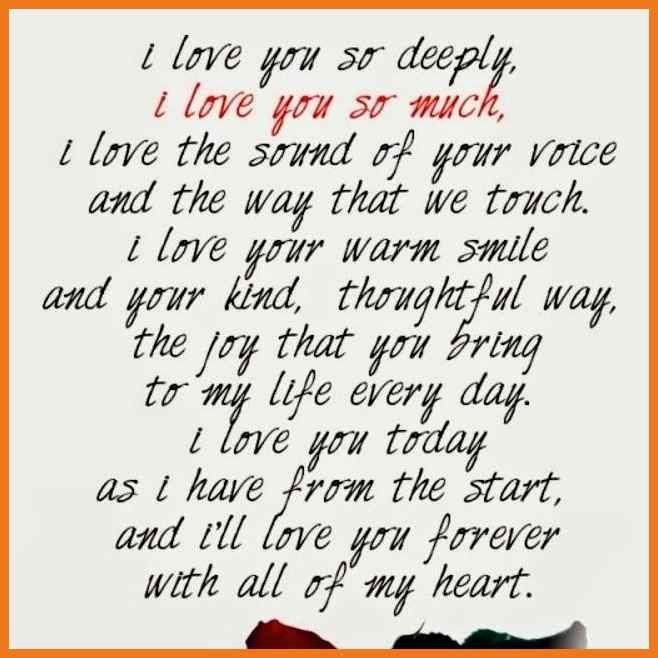 i love you so deeply,
i love you so much,
i love the sound of your voice
and the way that we touch.
i love your warm smile
and your kind, thoughtful way,
the joy that you bring
to my life every day.
i love you today
as i have from the start,
and i'll love you forever
with all of my heart.